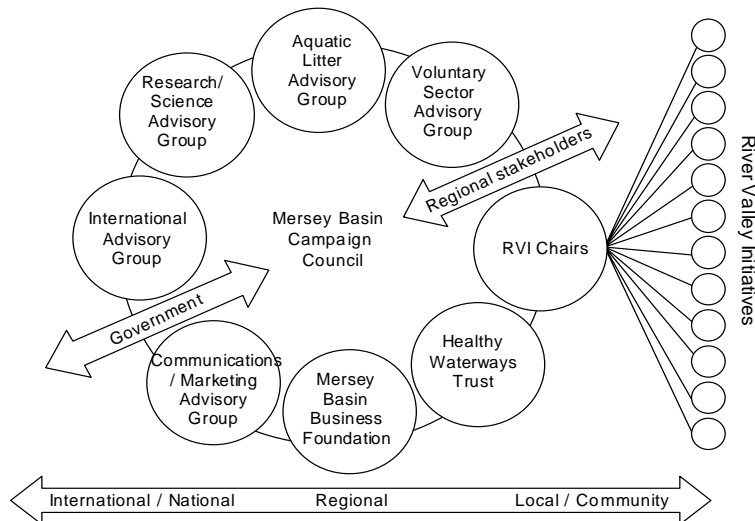 Aquatic
Litter
Advisory
Group
Research/
Science
Advisory
Group
Voluntary
Sector
Advisory
Group
Regional stakeholders
International
Advisory
Group
Mersey Basin
Campaign
Council
RVI Chairs
River Valley Initiatives
Government
Communications
/ Marketing
Advisory
Group
Mersey
Basin
Business
Foundation
Healthy
Waterways
Trust
International / National
Regional
Local / Community